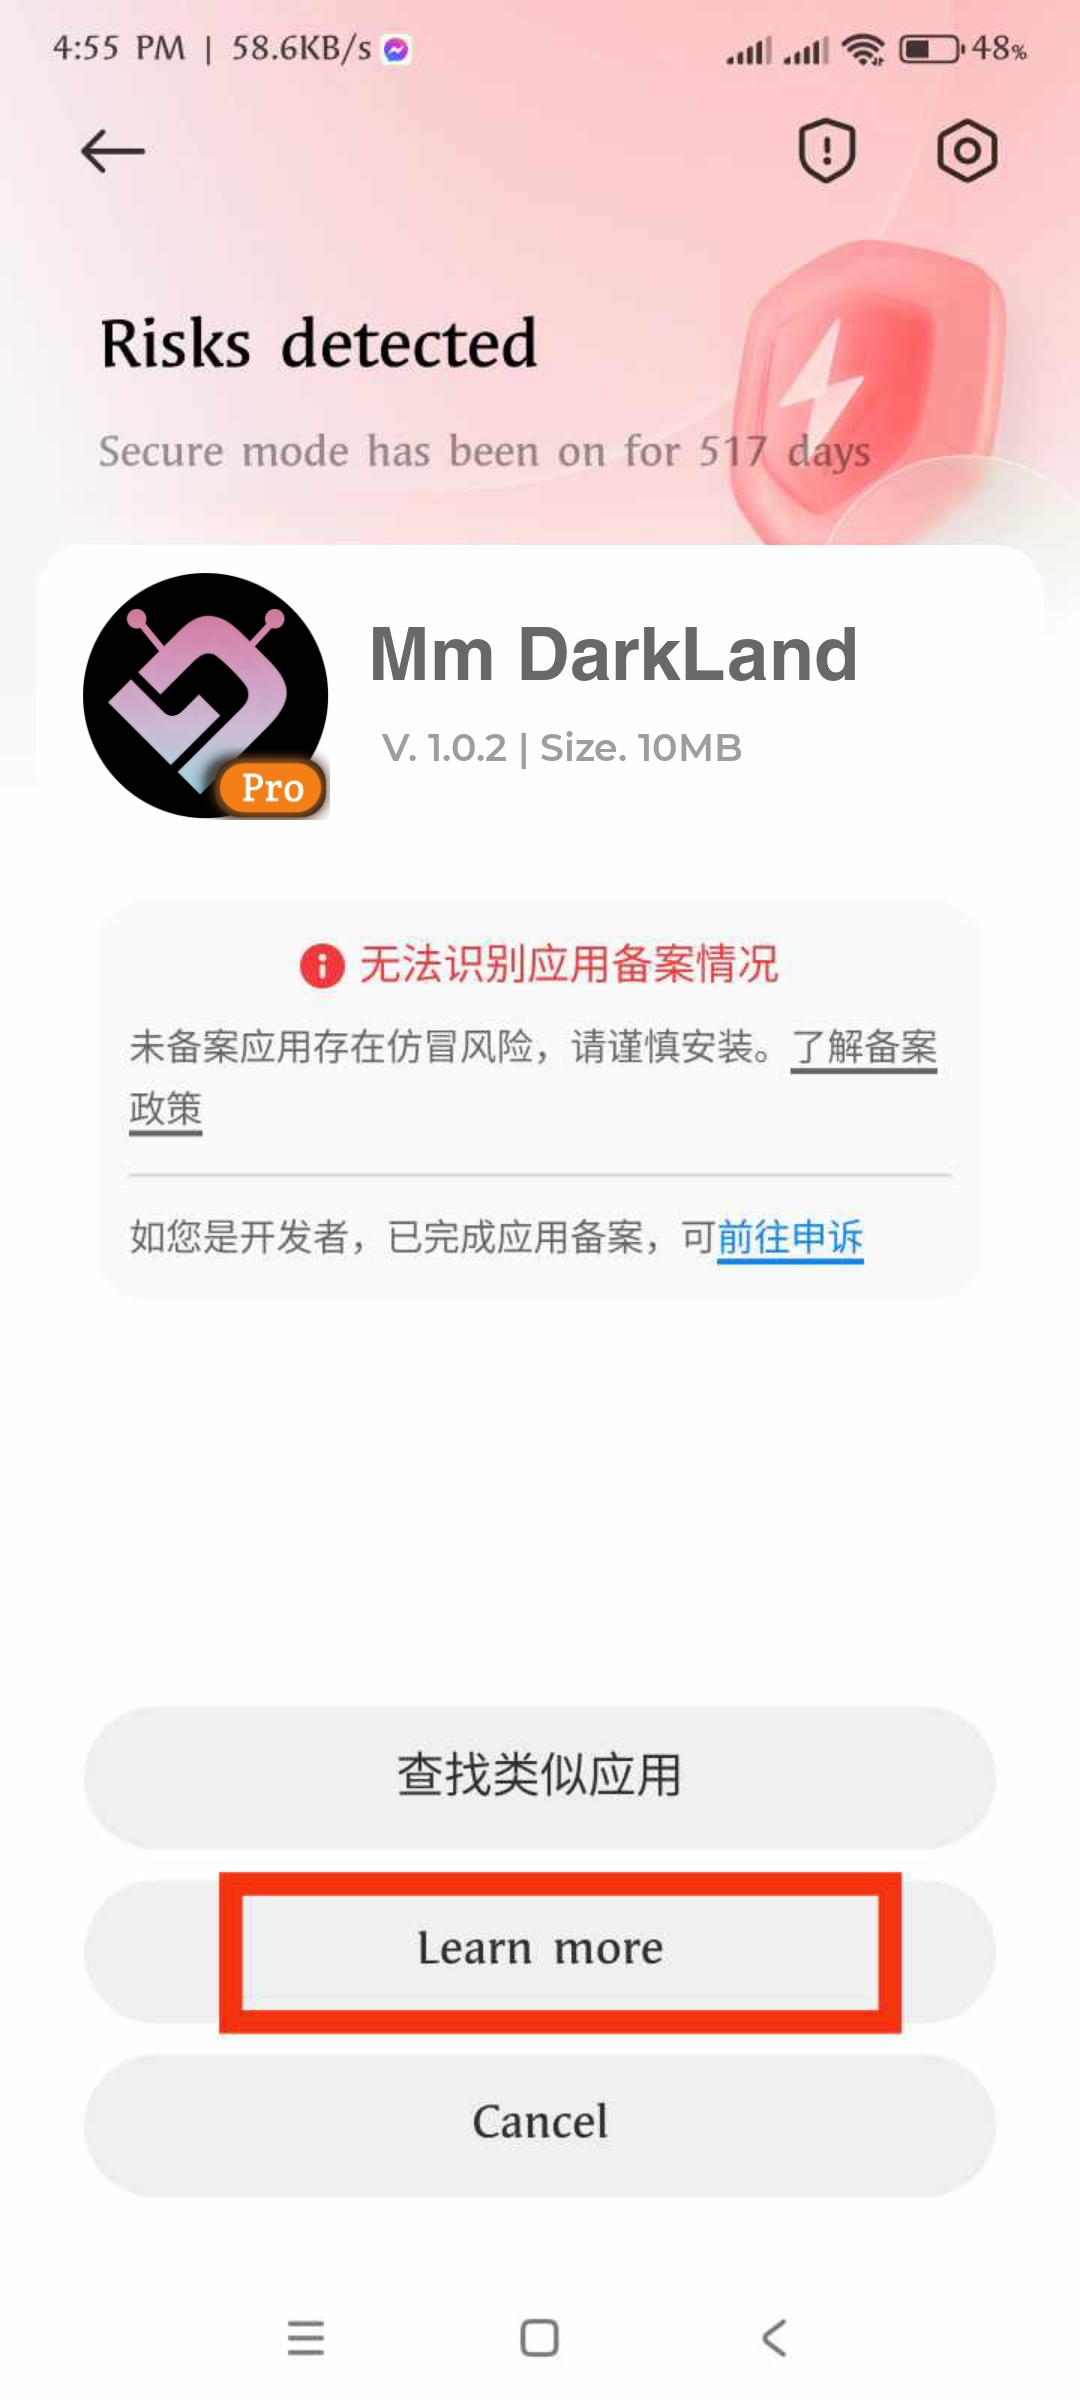 4:55 PM | 58.6KB/s
48%
Risks detected
Secure mode has been on for 517 days
Mm DarkLand
V. 1.0.2 | Size. 10MB
Pro
无法识别应用备案情况
未备案应用存在仿冒风险，请谨慎安装。了解备案
政策
如您是开发者，已完成应用备案，可前往申诉
查找类似应用
Learn more
Cancel